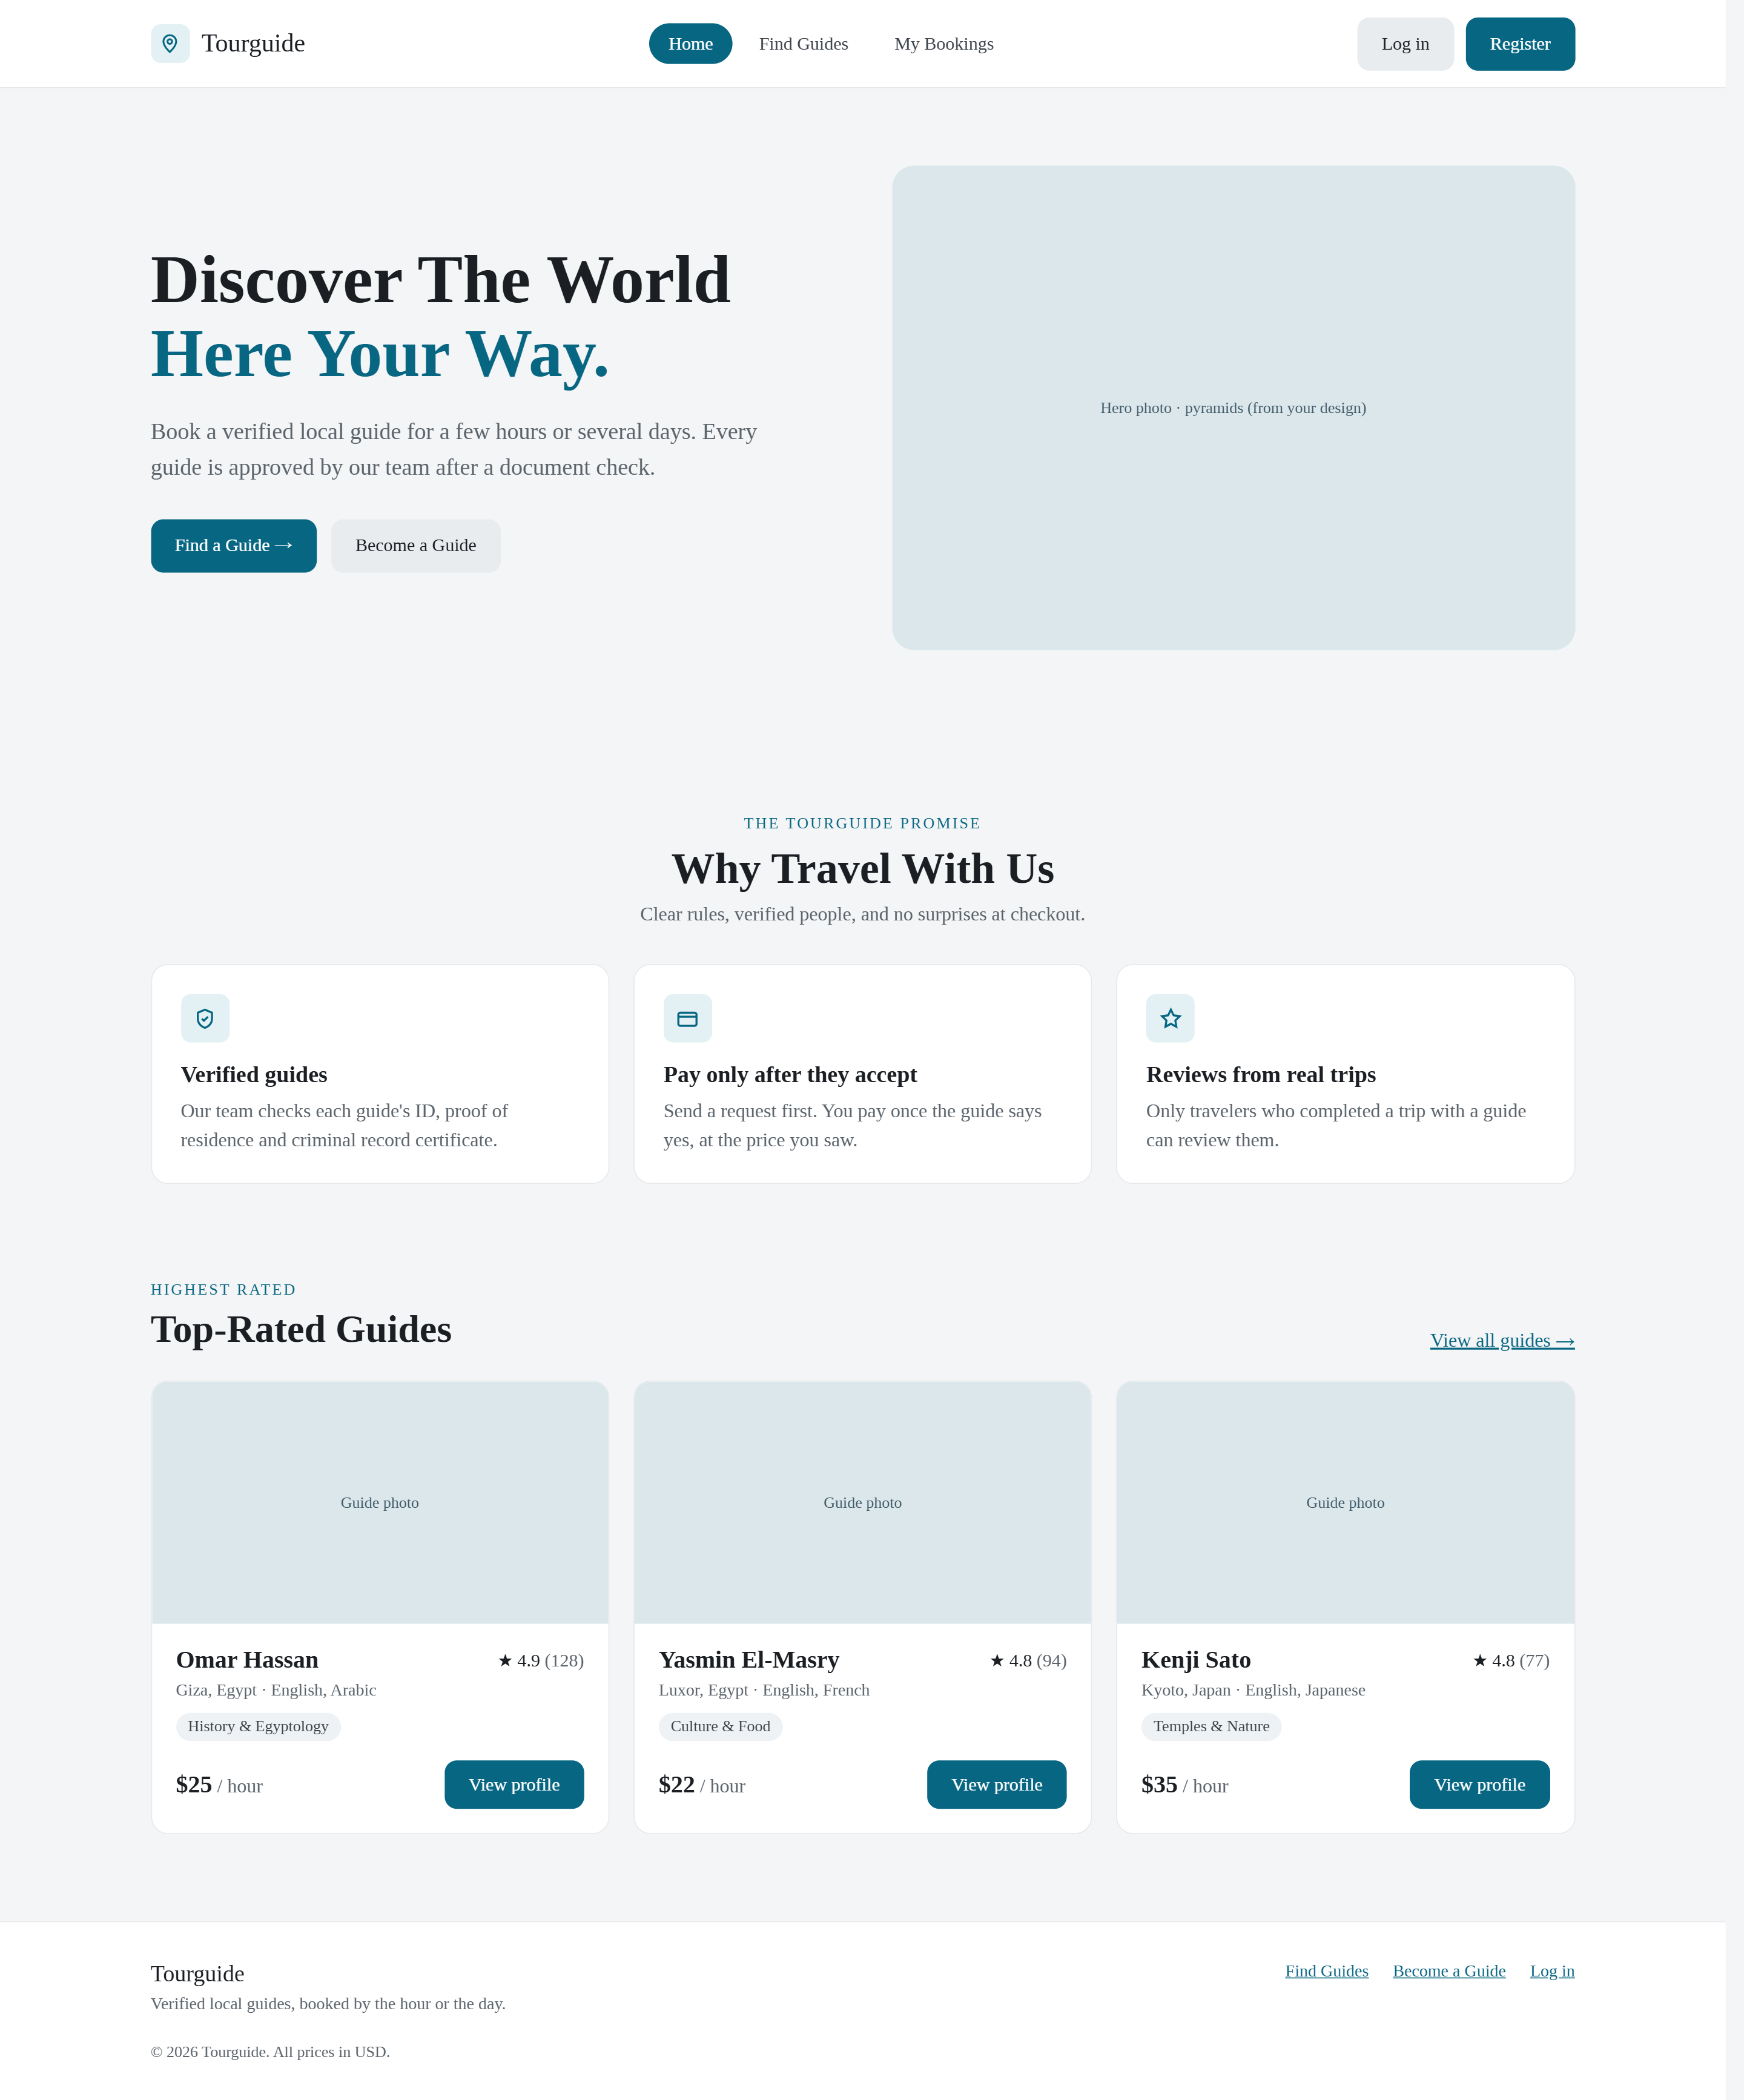 Tourguide
Home
Find Guides
My Bookings
Log in
Register
Discover The World
Here Your Way.
Book a verified local guide for a few hours or several days. Every
guide is approved by our team after a document check.
Find a Guide →
Become a Guide
Hero photo · pyramids (from your design)
THE TOURGUIDE PROMISE
Why Travel With Us
Clear rules, verified people, and no surprises at checkout.
Verified guides
Our team checks each guide's ID, proof of
residence and criminal record certificate.
Pay only after they accept
Send a request first. You pay once the guide says
yes, at the price you saw.
Reviews from real trips
Only travelers who completed a trip with a guide
can review them.
HIGHEST RATED
Top-Rated Guides
View all guides →
Guide photo
Omar Hassan
★ 4.9 (128)
Giza, Egypt · English, Arabic
History & Egyptology
$25 / hour
View profile
Guide photo
Yasmin El-Masry
★ 4.8 (94)
Luxor, Egypt · English, French
Culture & Food
$22 / hour
View profile
Guide photo
Kenji Sato
★ 4.8 (77)
Kyoto, Japan · English, Japanese
Temples & Nature
$35 / hour
View profile
Tourguide
Verified local guides, booked by the hour or the day.
Find Guides
Become a Guide
Log in
© 2026 Tourguide. All prices in USD.